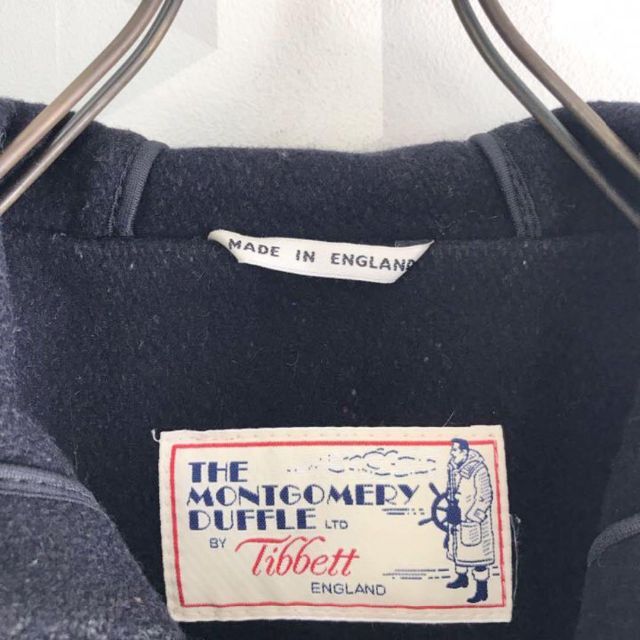 MADE IN ENGLAND
THE
MONTGOMERY
DUFFLE LTD
BY Tibbett
ENGLAND